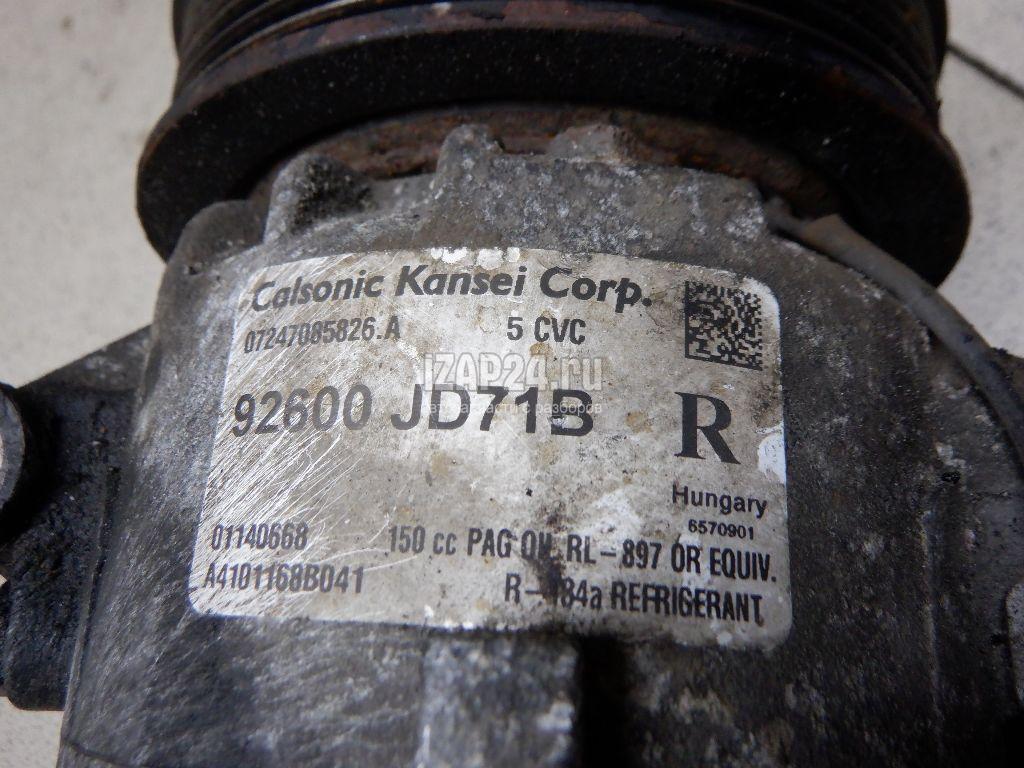 Calsonic Kansei Corp.
07247085826.A 5 CVC
IZAP24.ru
92600 JD71B R
Hungary
6570901
01140668 150 cc PAG OIL RL-897 OR EQUIV.
A4101168B041 R-134a REFRIGERANT